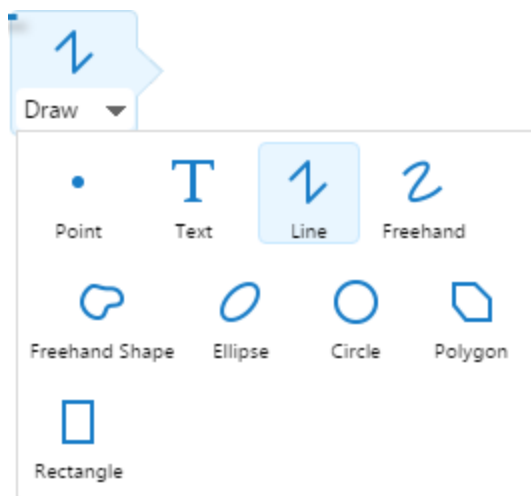 Draw
Point Text Line Freehand
Freehand Shape Ellipse Circle Polygon
Rectangle